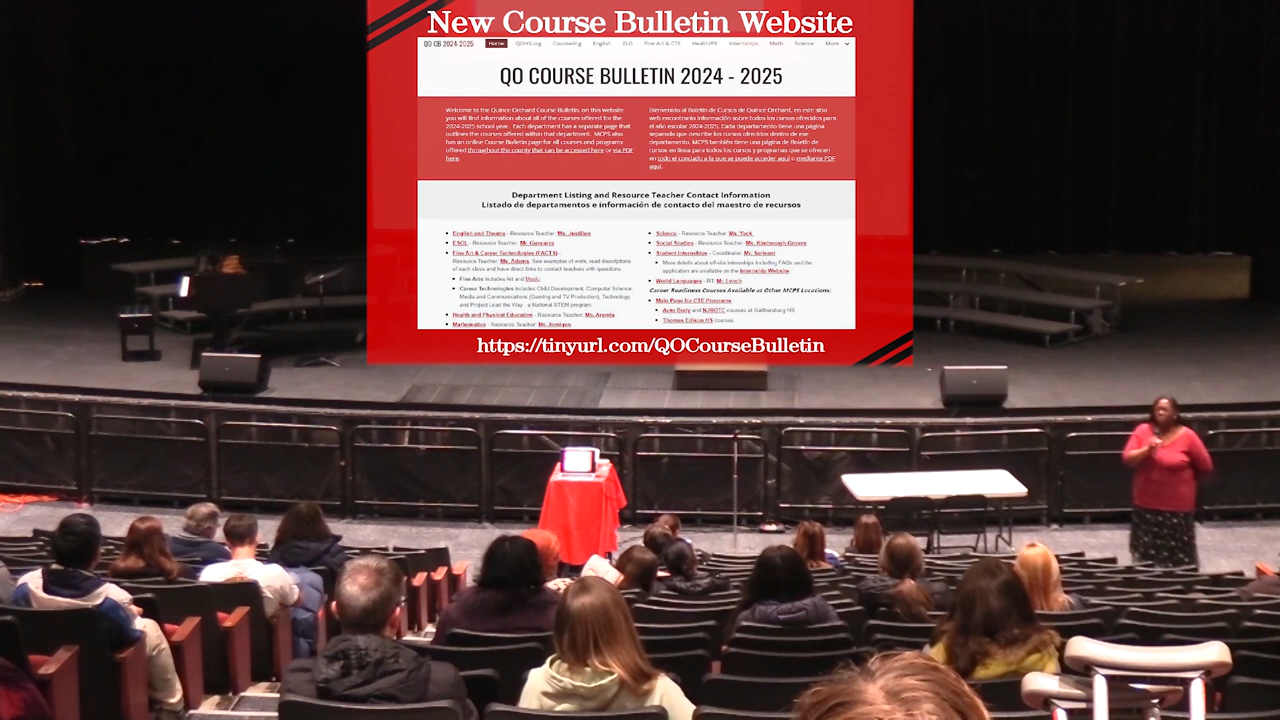 New Course Bulletin Website
QO CB 2024-2025 Home QOHS.org Counseling English ELD Fine Art & CTE Health/PE Internships Math Science More
QO COURSE BULLETIN 2024 - 2025
Welcome to the Quince Orchard Course Bulletin, on this website
you will find information about all of the courses offered for the
2024-2025 school year. Each department has a separate page that
outlines the courses offered within that department. MCPS also
has an online Course Bulletin page for all courses and programs
offered throughout the county that can be accessed here or via PDF
here.
Bienvenido al Boletín de Cursos de Quince Orchard, en este sitio
web encontrarás información sobre todos los cursos ofrecidos para
el año escolar 2024-2025. Cada departamento tiene una página
separada que describe los cursos ofrecidos dentro de ese
departamento. MCPS también tiene una página de Boletín de
cursos en línea para todos los cursos y programas que se ofrecen
en todo el condado a la que se puede acceder aquí o mediante PDF
aquí.
Department Listing and Resource Teacher Contact Information
Listado de departamentos e información de contacto del maestro de recursos
English and Theatre - Resource Teacher: Ms.
ESOL - Resource Teacher: Mr.
Fine Art & Career Technologies (FACTS) -
Resource Teacher: Ms. Adams. See examples of work, read descriptions
of each class and have direct links to contact teachers with questions.
Fine Arts includes Art and Music
Career Technologies includes Child Development, Computer Science,
Media and Communications (Gaming and TV Production), Technology
and Project Lead the Way - a National STEM program
Health and Physical Education - Resource Teacher: Ms. Aranda
Mathematics - Resource Teacher: Ms. Jernigan
Science - Resource Teacher: Ms. Yuck
Social Studies - Resource Teacher: Ms. Kimbrough-Groves
Student Internships - Coordinator: Ms. Sarieant
More details about off-site internships including FAQs and the
application are available on the Internship Website
World Languages - RT: Mr. Lynch
Career Readiness Courses Available at Other MCPS Locations:
Main Page for CTE Programs
Auto Body and NJROTC courses at Gaithersburg HS
Thomas Edison HS courses
https://tinyurl.com/QOCourseBulletin